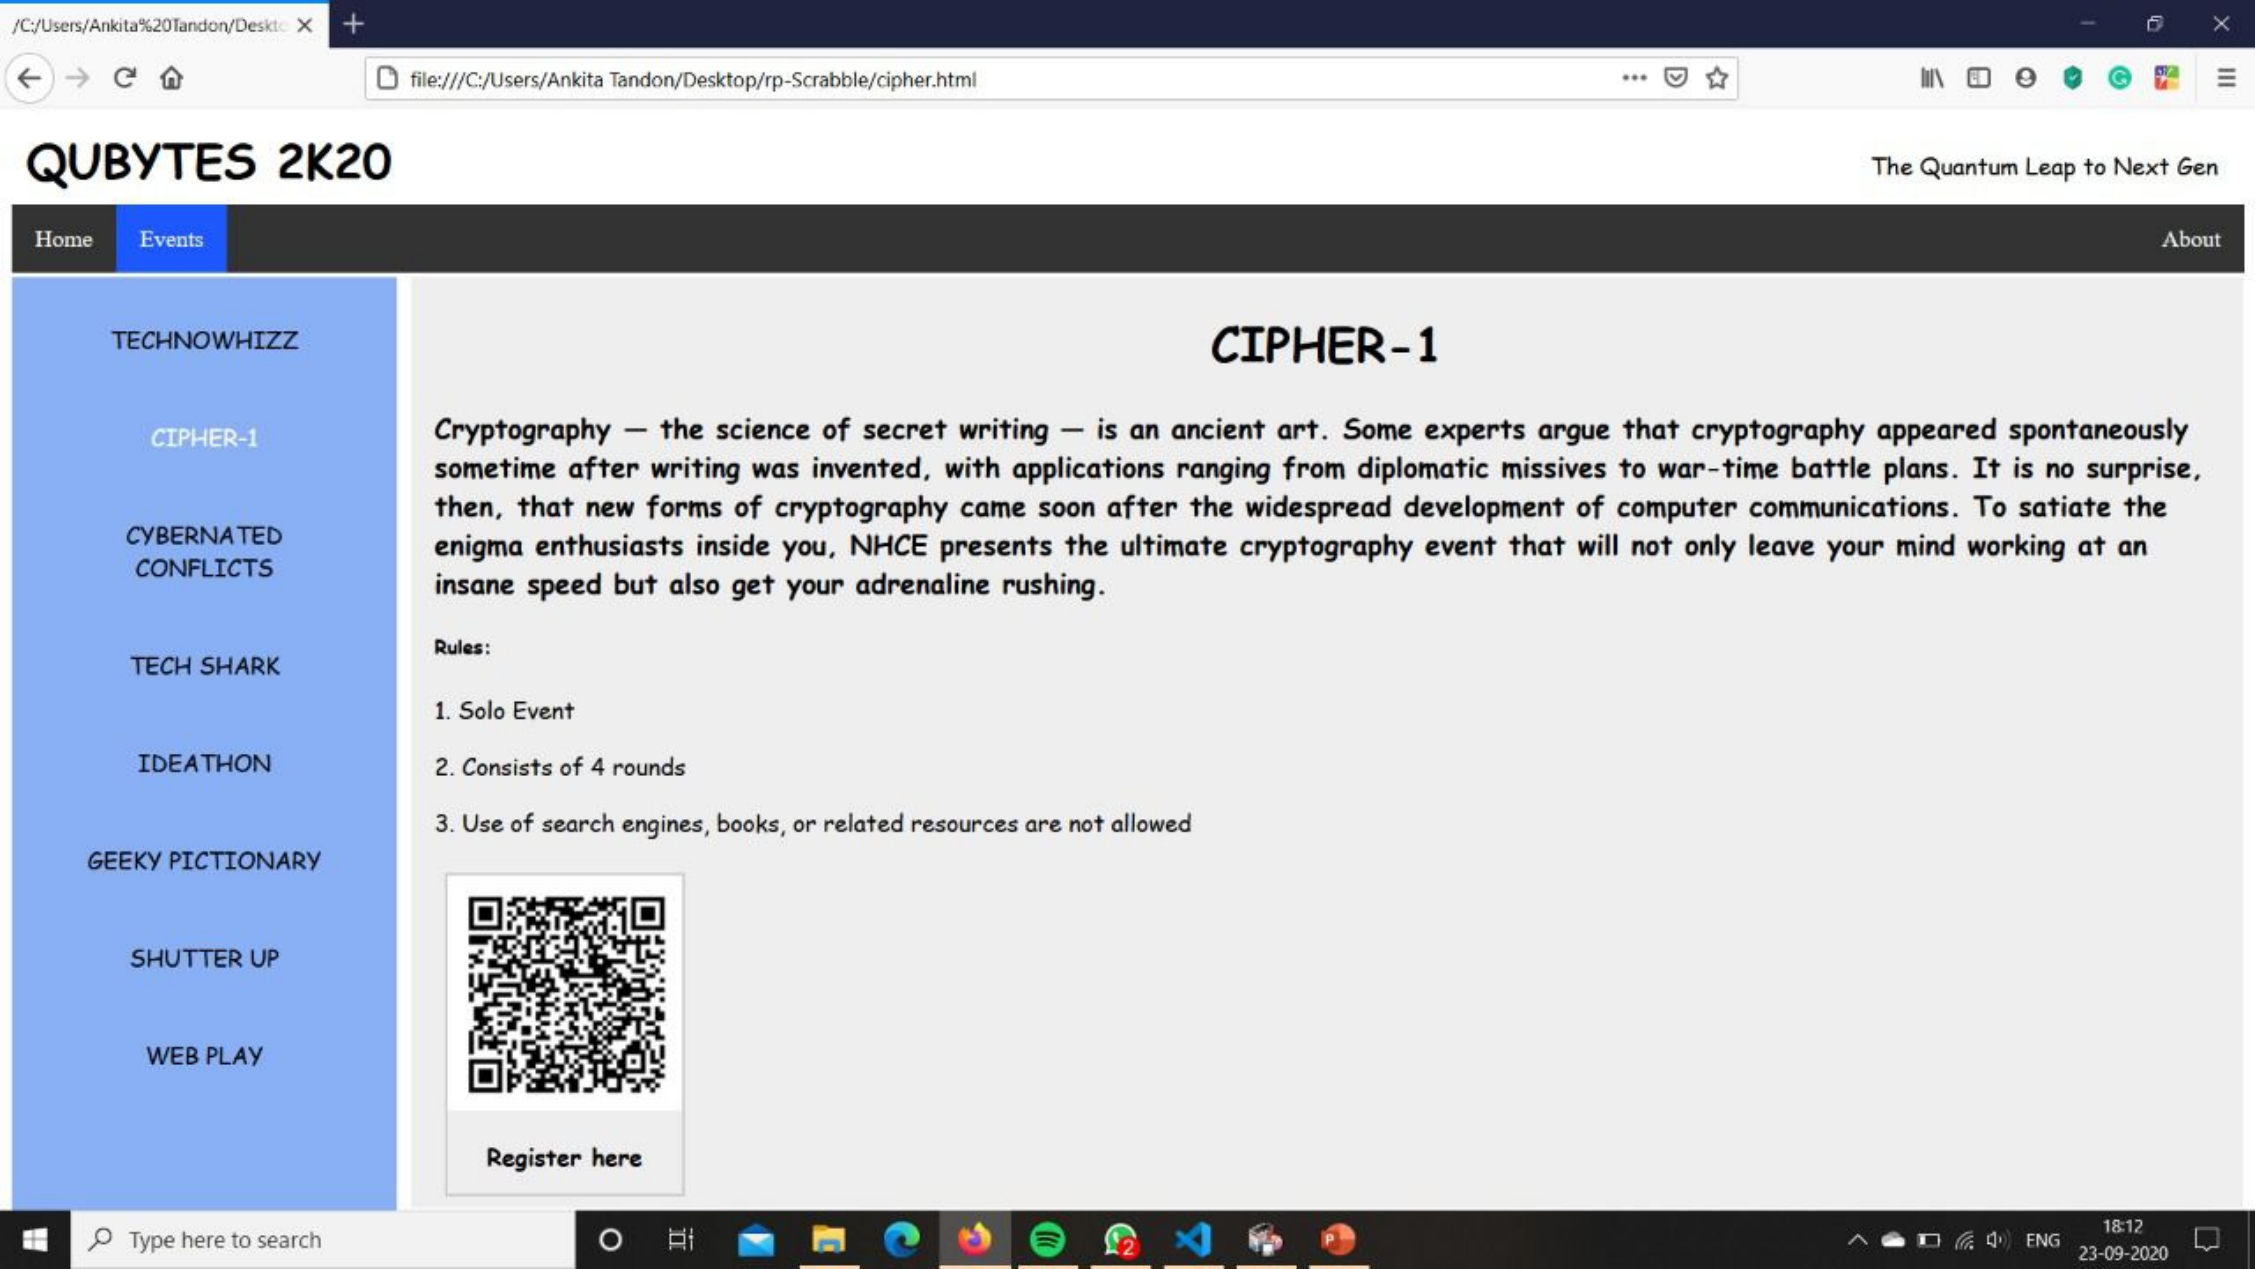 /C:/Users/Ankita%20Tandon/Deskto
file:///C:/Users/Ankita Tandon/Desktop/rp-Scrabble/cipher.html
QUBYTES 2K20
The Quantum Leap to Next Gen
Home
Events
About
TECHNOWHIZZ
CIPHER-1
CYBERNATED
CONFLICTS
TECH SHARK
IDEATHON
GEEKY PICTIONARY
SHUTTER UP
WEB PLAY
CIPHER-1
Cryptography — the science of secret writing — is an ancient art. Some experts argue that cryptography appeared spontaneously
sometime after writing was invented, with applications ranging from diplomatic missives to war-time battle plans. It is no surprise,
then, that new forms of cryptography came soon after the widespread development of computer communications. To satiate the
enigma enthusiasts inside you, NHCE presents the ultimate cryptography event that will not only leave your mind working at an
insane speed but also get your adrenaline rushing.
Rules:
1. Solo Event
2. Consists of 4 rounds
3. Use of search engines, books, or related resources are not allowed
Register here
Type here to search
2
ENG
18:12
23-09-2020